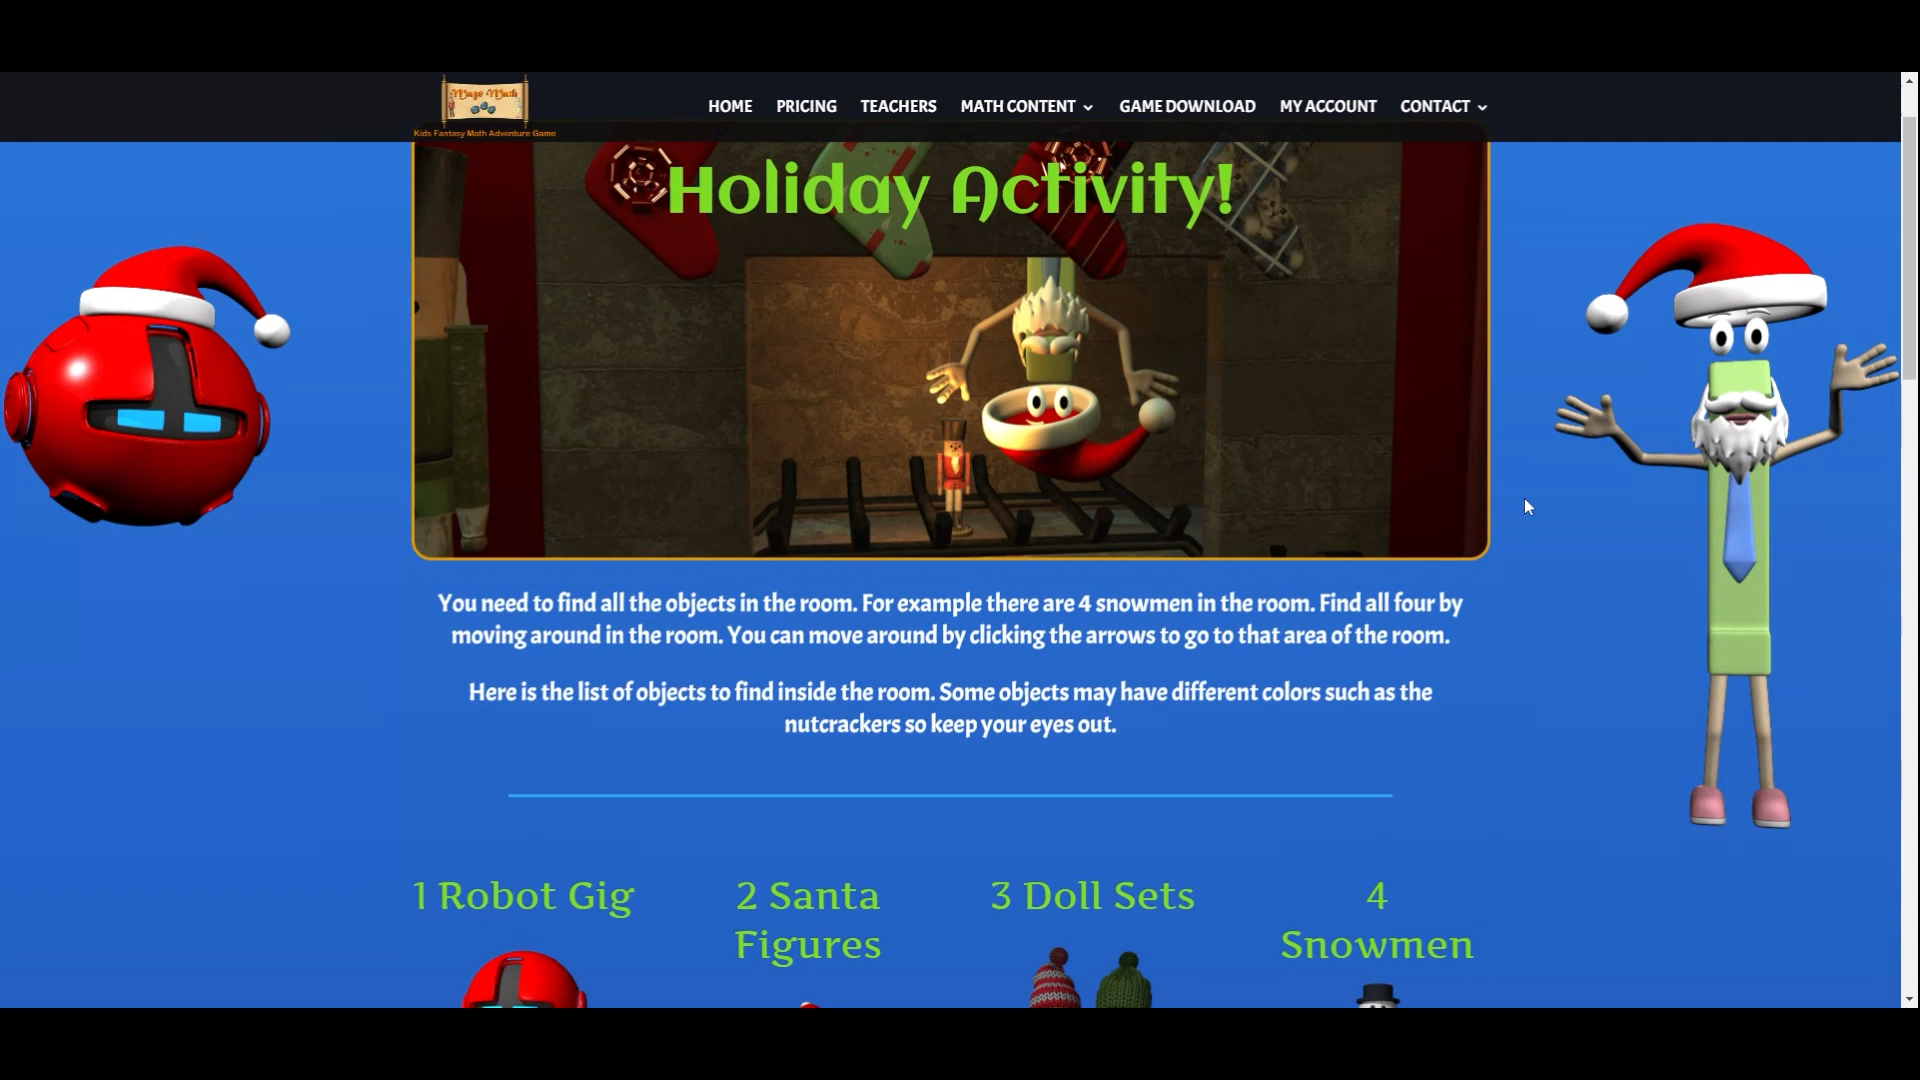 Mage Math
Kids Fantasy Math Adventure Game
HOME PRICING TEACHERS MATH CONTENT GAME DOWNLOAD MY ACCOUNT CONTACT
Holiday Activity!
You need to find all the objects in the room. For example there are 4 snowmen in the room. Find all four by
moving around in the room. You can move around by clicking the arrows to go to that area of the room.
Here is the list of objects to find inside the room. Some objects may have different colors such as the
nutcrackers so keep your eyes out.
1 Robot Gig
2 Santa
Figures
3 Doll Sets
4
Snowmen